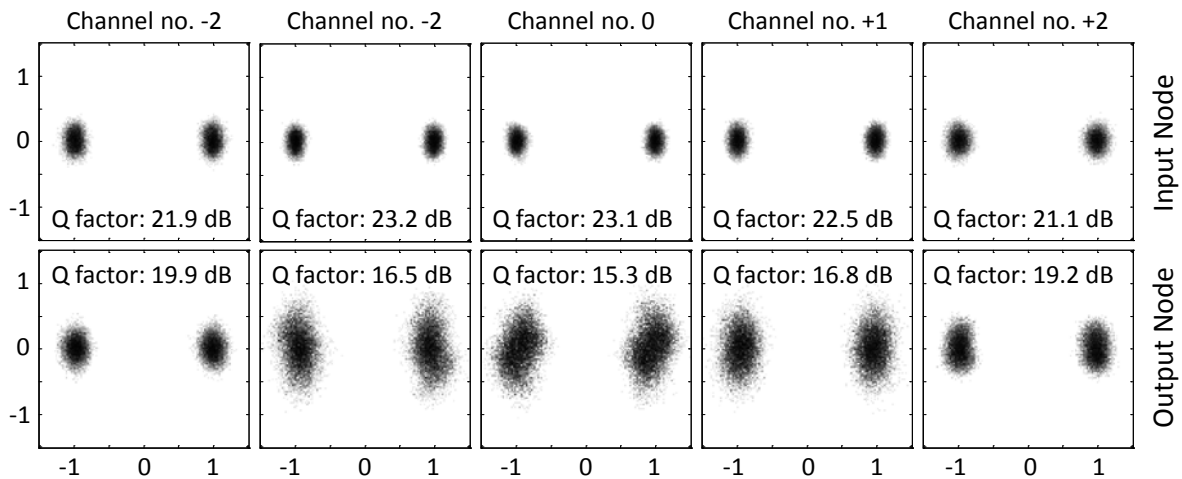 Channel no. -2 Channel no. -2 Channel no. 0 Channel no. +1 Channel no. +2
1
0
-1
Q factor: 21.9 dB Q factor: 23.2 dB Q factor: 23.1 dB Q factor: 22.5 dB Q factor: 21.1 dB
Input Node
Q factor: 19.9 dB Q factor: 16.5 dB Q factor: 15.3 dB Q factor: 16.8 dB Q factor: 19.2 dB
1
0
-1
Output Node
-1 0 1 -1 0 1 -1 0 1 -1 0 1 -1 0 1